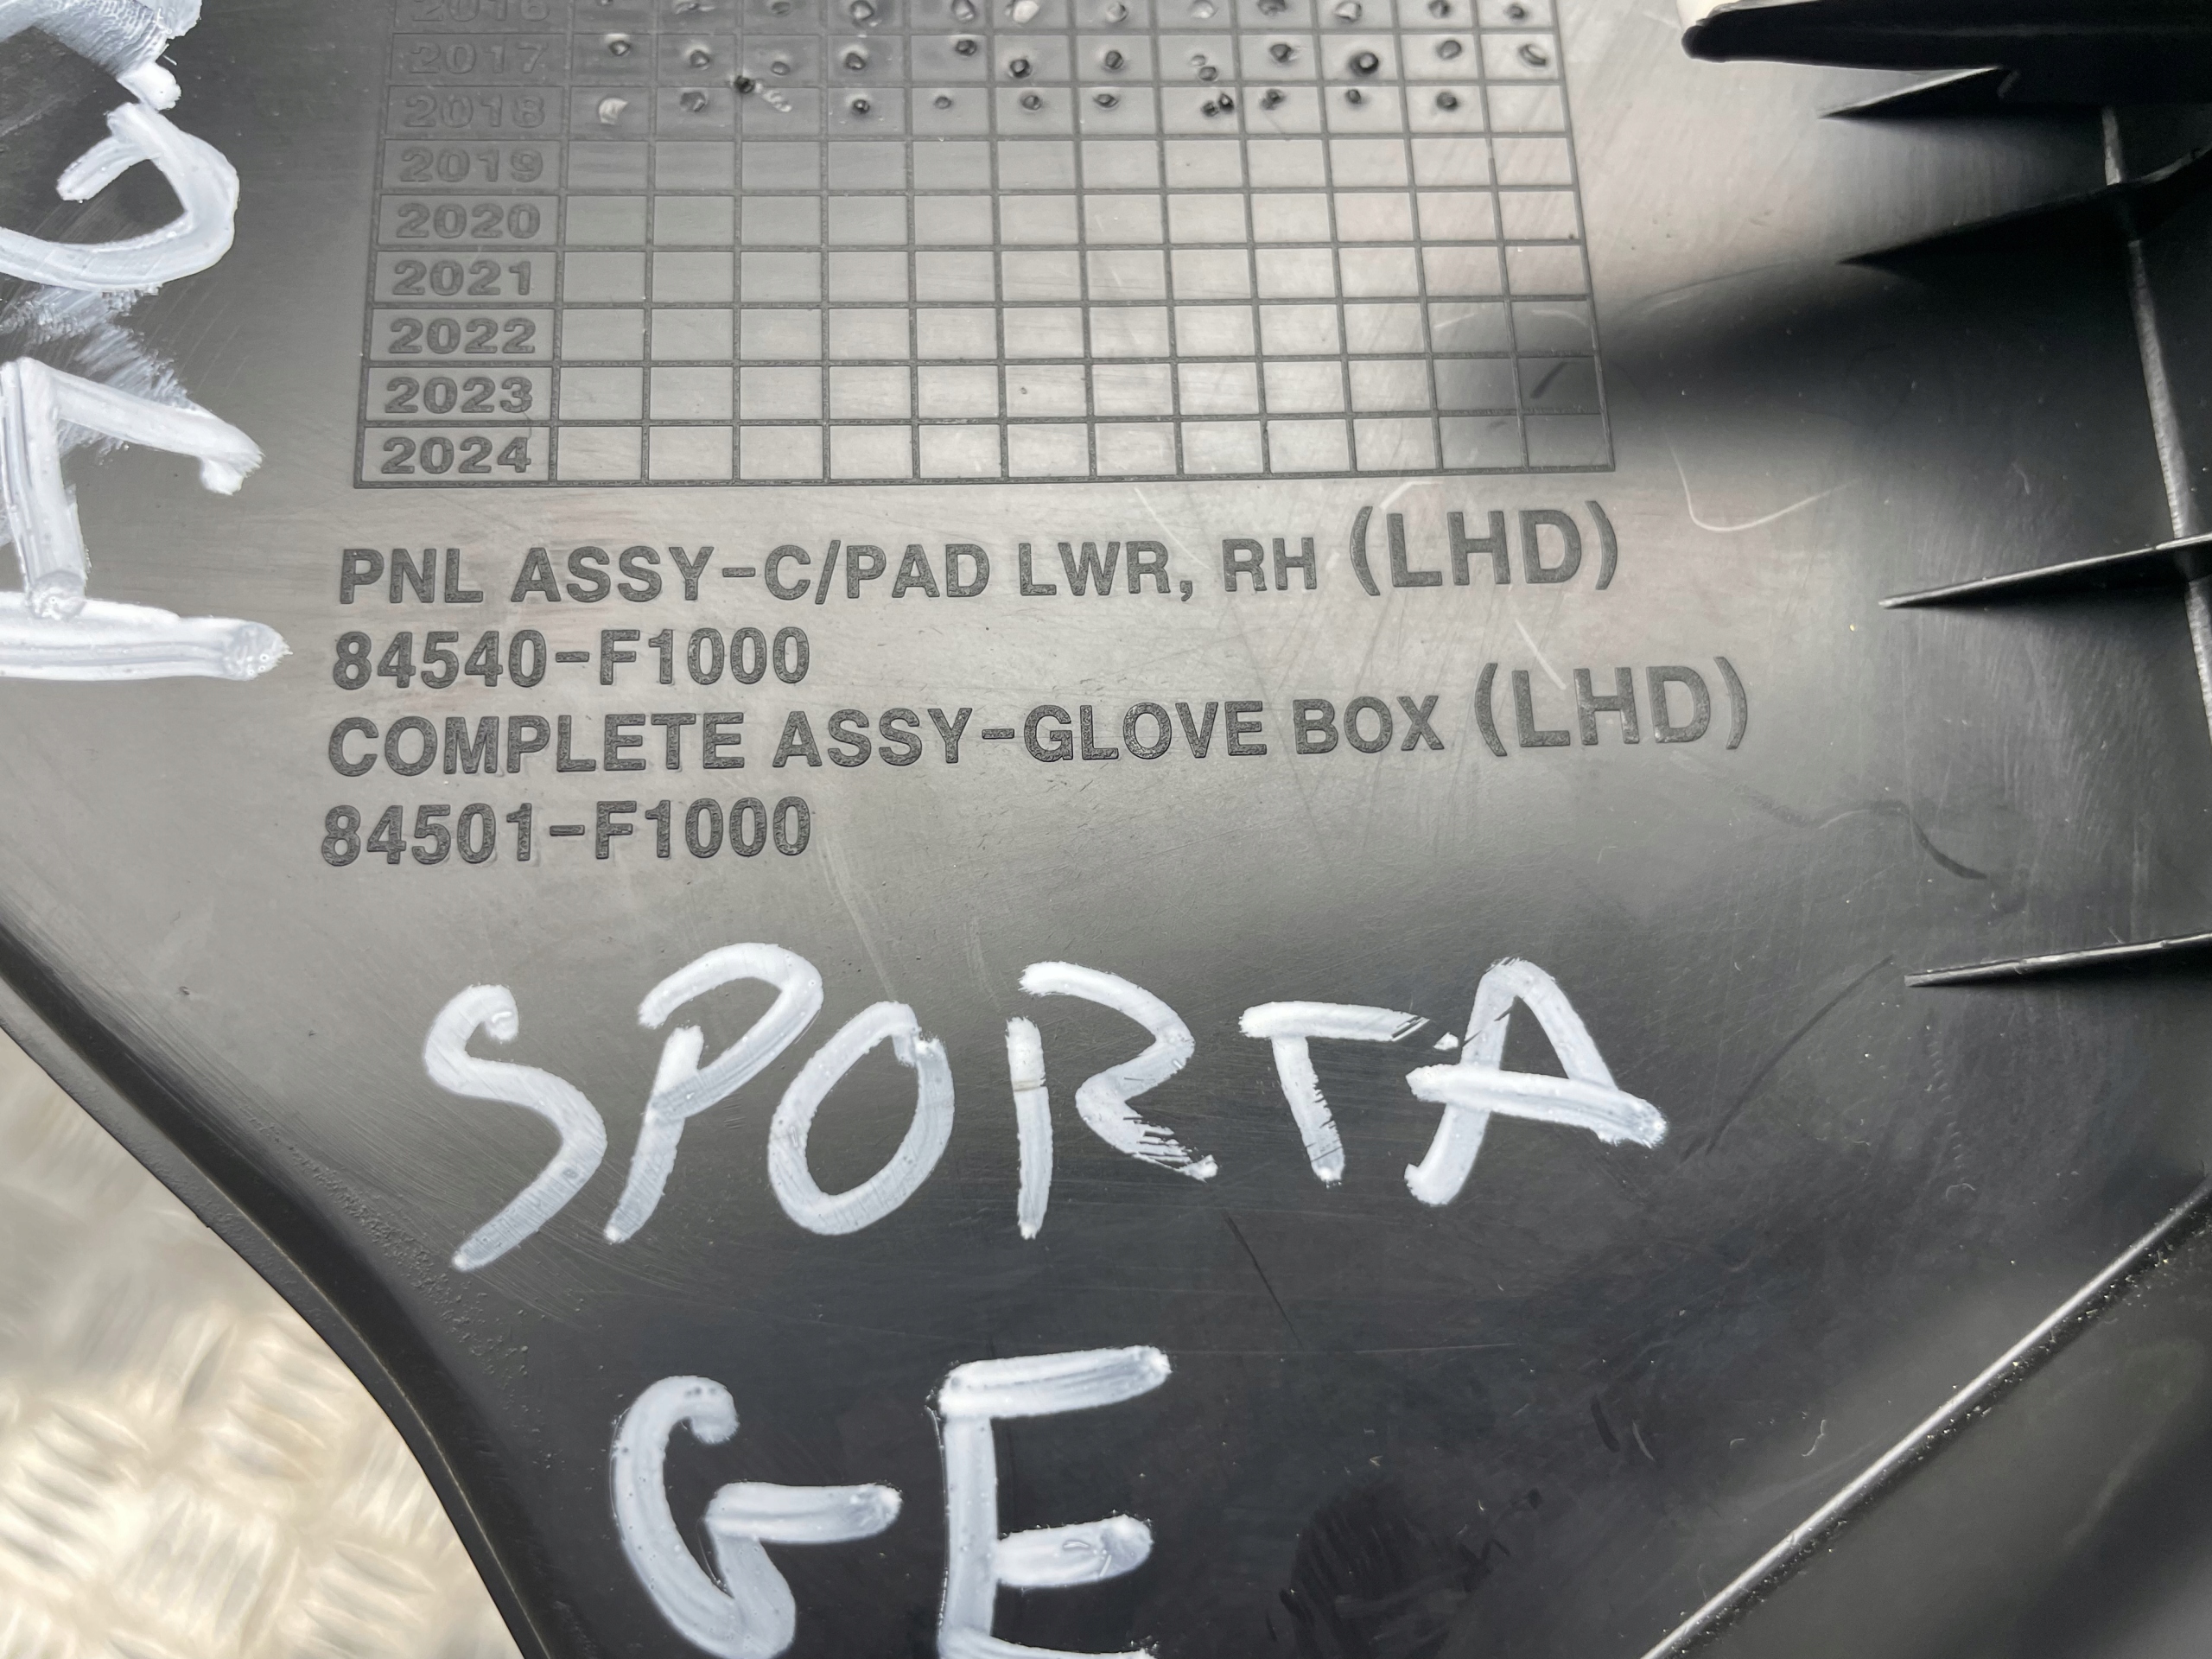 2016
2017
2018
2019
2020
2021
2022
2023
2024
PNL ASSY-C/PAD LWR, RH (LHD)
84540-F1000
COMPLETE ASSY-GLOVE BOX (LHD)
84501-F1000
SPORTA
GE